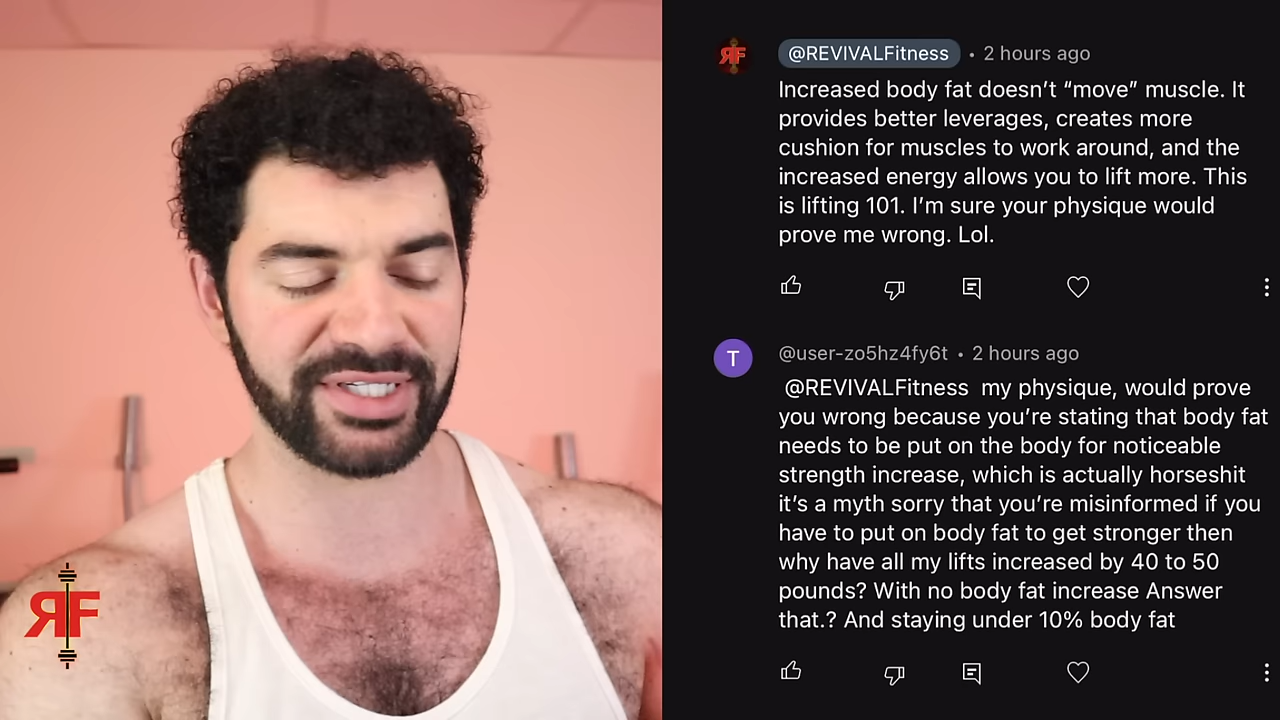 RF
RF
@REVIVALFitness • 2 hours ago
Increased body fat doesn’t “move” muscle. It
provides better leverages, creates more
cushion for muscles to work around, and the
increased energy allows you to lift more. This
is lifting 101. I’m sure your physique would
prove me wrong. Lol.
T
@user-zo5hz4fy6t • 2 hours ago
@REVIVALFitness my physique, would prove
you wrong because you’re stating that body fat
needs to be put on the body for noticeable
strength increase, which is actually horseshit
it’s a myth sorry that you’re misinformed if you
have to put on body fat to get stronger then
why have all my lifts increased by 40 to 50
pounds? With no body fat increase Answer
that.? And staying under 10% body fat